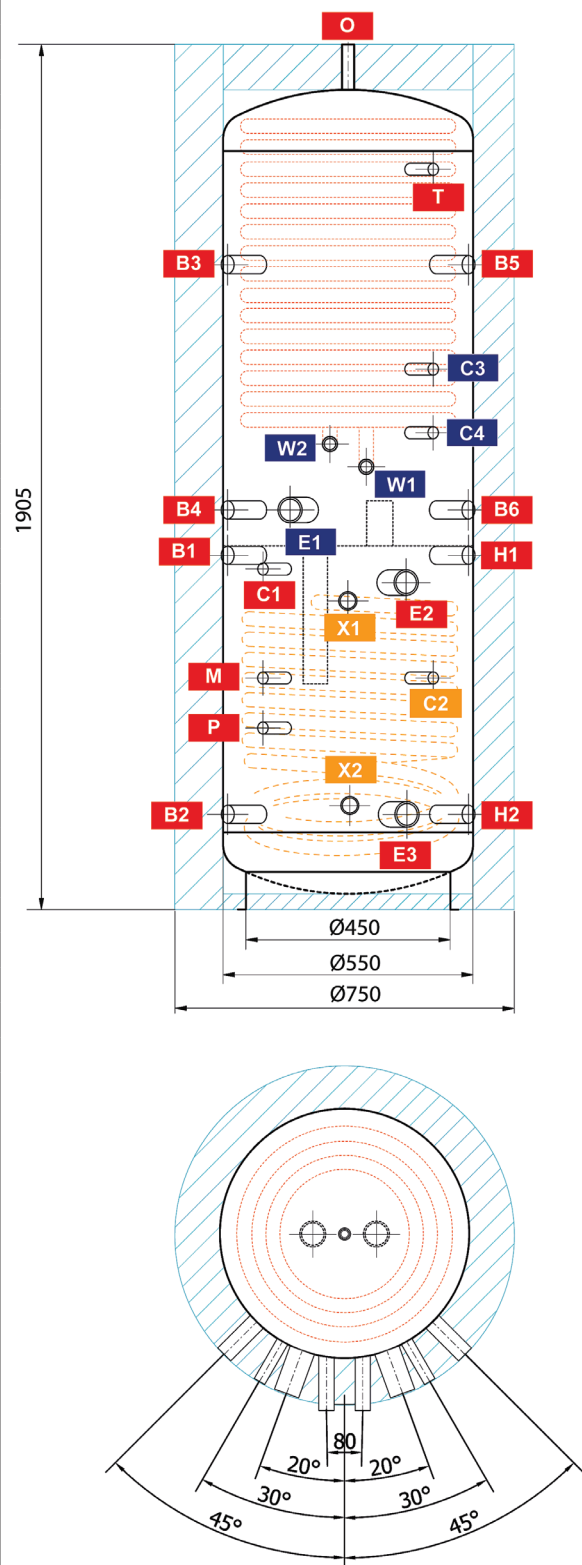 O
T
B3 B5
C3
C4
W2
W1
1905
B4 B6
E1
B1 H1
C1
E2
X1
M
C2
P
X2
B2 H2
E3
Ø450
Ø550
Ø750
80
20° 20°
30° 30°
45° 45°